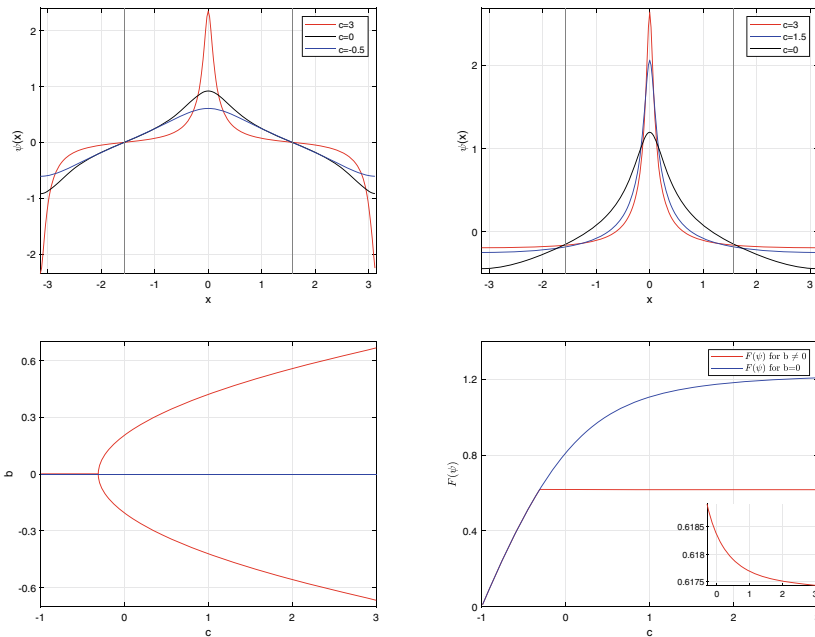 c=3
c=0
c=-0.5
2
1
0
-1
-2
ψ(x)
-3 -2 -1 0 1 2 3
x
c=3
c=1.5
c=0
2
1
0
ψ(x)
-3 -2 -1 0 1 2 3
x
0.6
0.3
0
-0.3
-0.6
b
-1 0 1 2 3
c
F(ψ) for b ≠ 0
F(ψ) for b=0
1.2
0.8
0.4
0
F(ψ)
0.6185
0.618
0.6175
0 1 2 3
-1 0 1 2 3
c